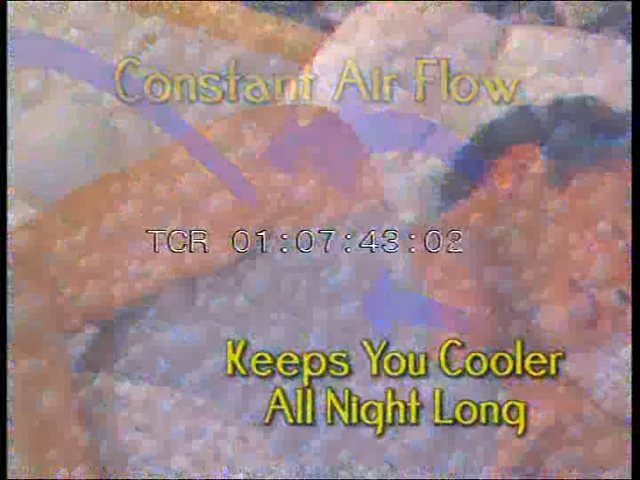 Constant Air Flow
TCR 01:07:43:02
Keeps You Cooler
All Night Long